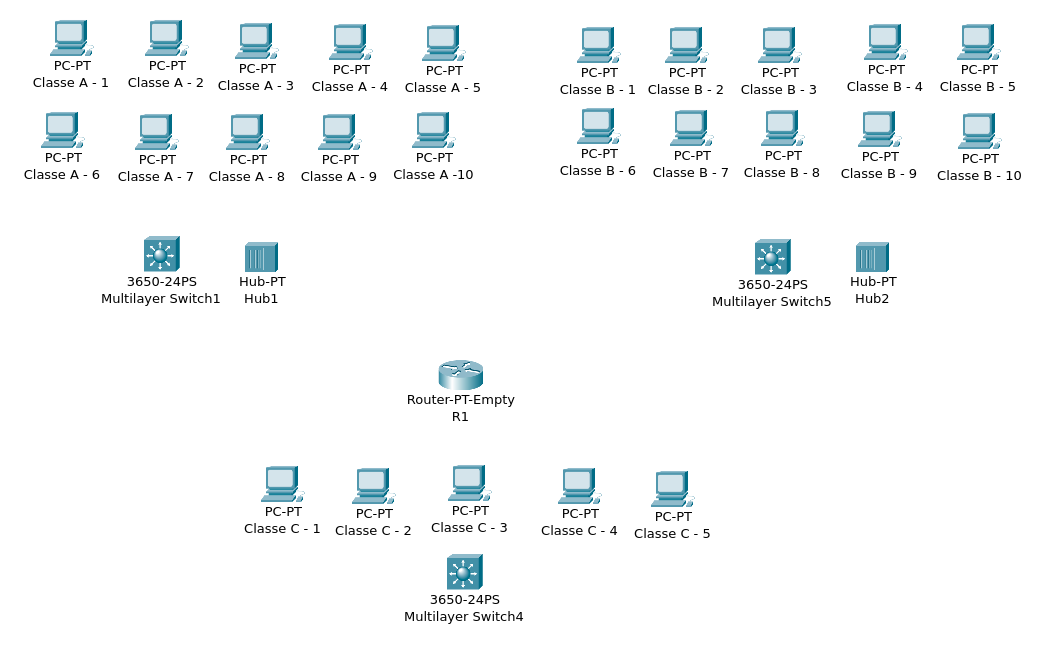 PC-PT
Classe A - 1
PC-PT
Classe A - 2
PC-PT
Classe A - 3
PC-PT
Classe A - 4
PC-PT
Classe A - 5
PC-PT
Classe B - 1
PC-PT
Classe B - 2
PC-PT
Classe B - 3
PC-PT
Classe B - 4
PC-PT
Classe B - 5
PC-PT
Classe A - 6
PC-PT
Classe A - 7
PC-PT
Classe A - 8
PC-PT
Classe A - 9
PC-PT
Classe A -10
PC-PT
Classe B - 6
PC-PT
Classe B - 7
PC-PT
Classe B - 8
PC-PT
Classe B - 9
PC-PT
Classe B - 10
3650-24PS
Multilayer Switch1
Hub-PT
Hub1
3650-24PS
Multilayer Switch5
Hub-PT
Hub2
Router-PT-Empty
R1
PC-PT
Classe C - 1
PC-PT
Classe C - 2
PC-PT
Classe C - 3
PC-PT
Classe C - 4
PC-PT
Classe C - 5
3650-24PS
Multilayer Switch4